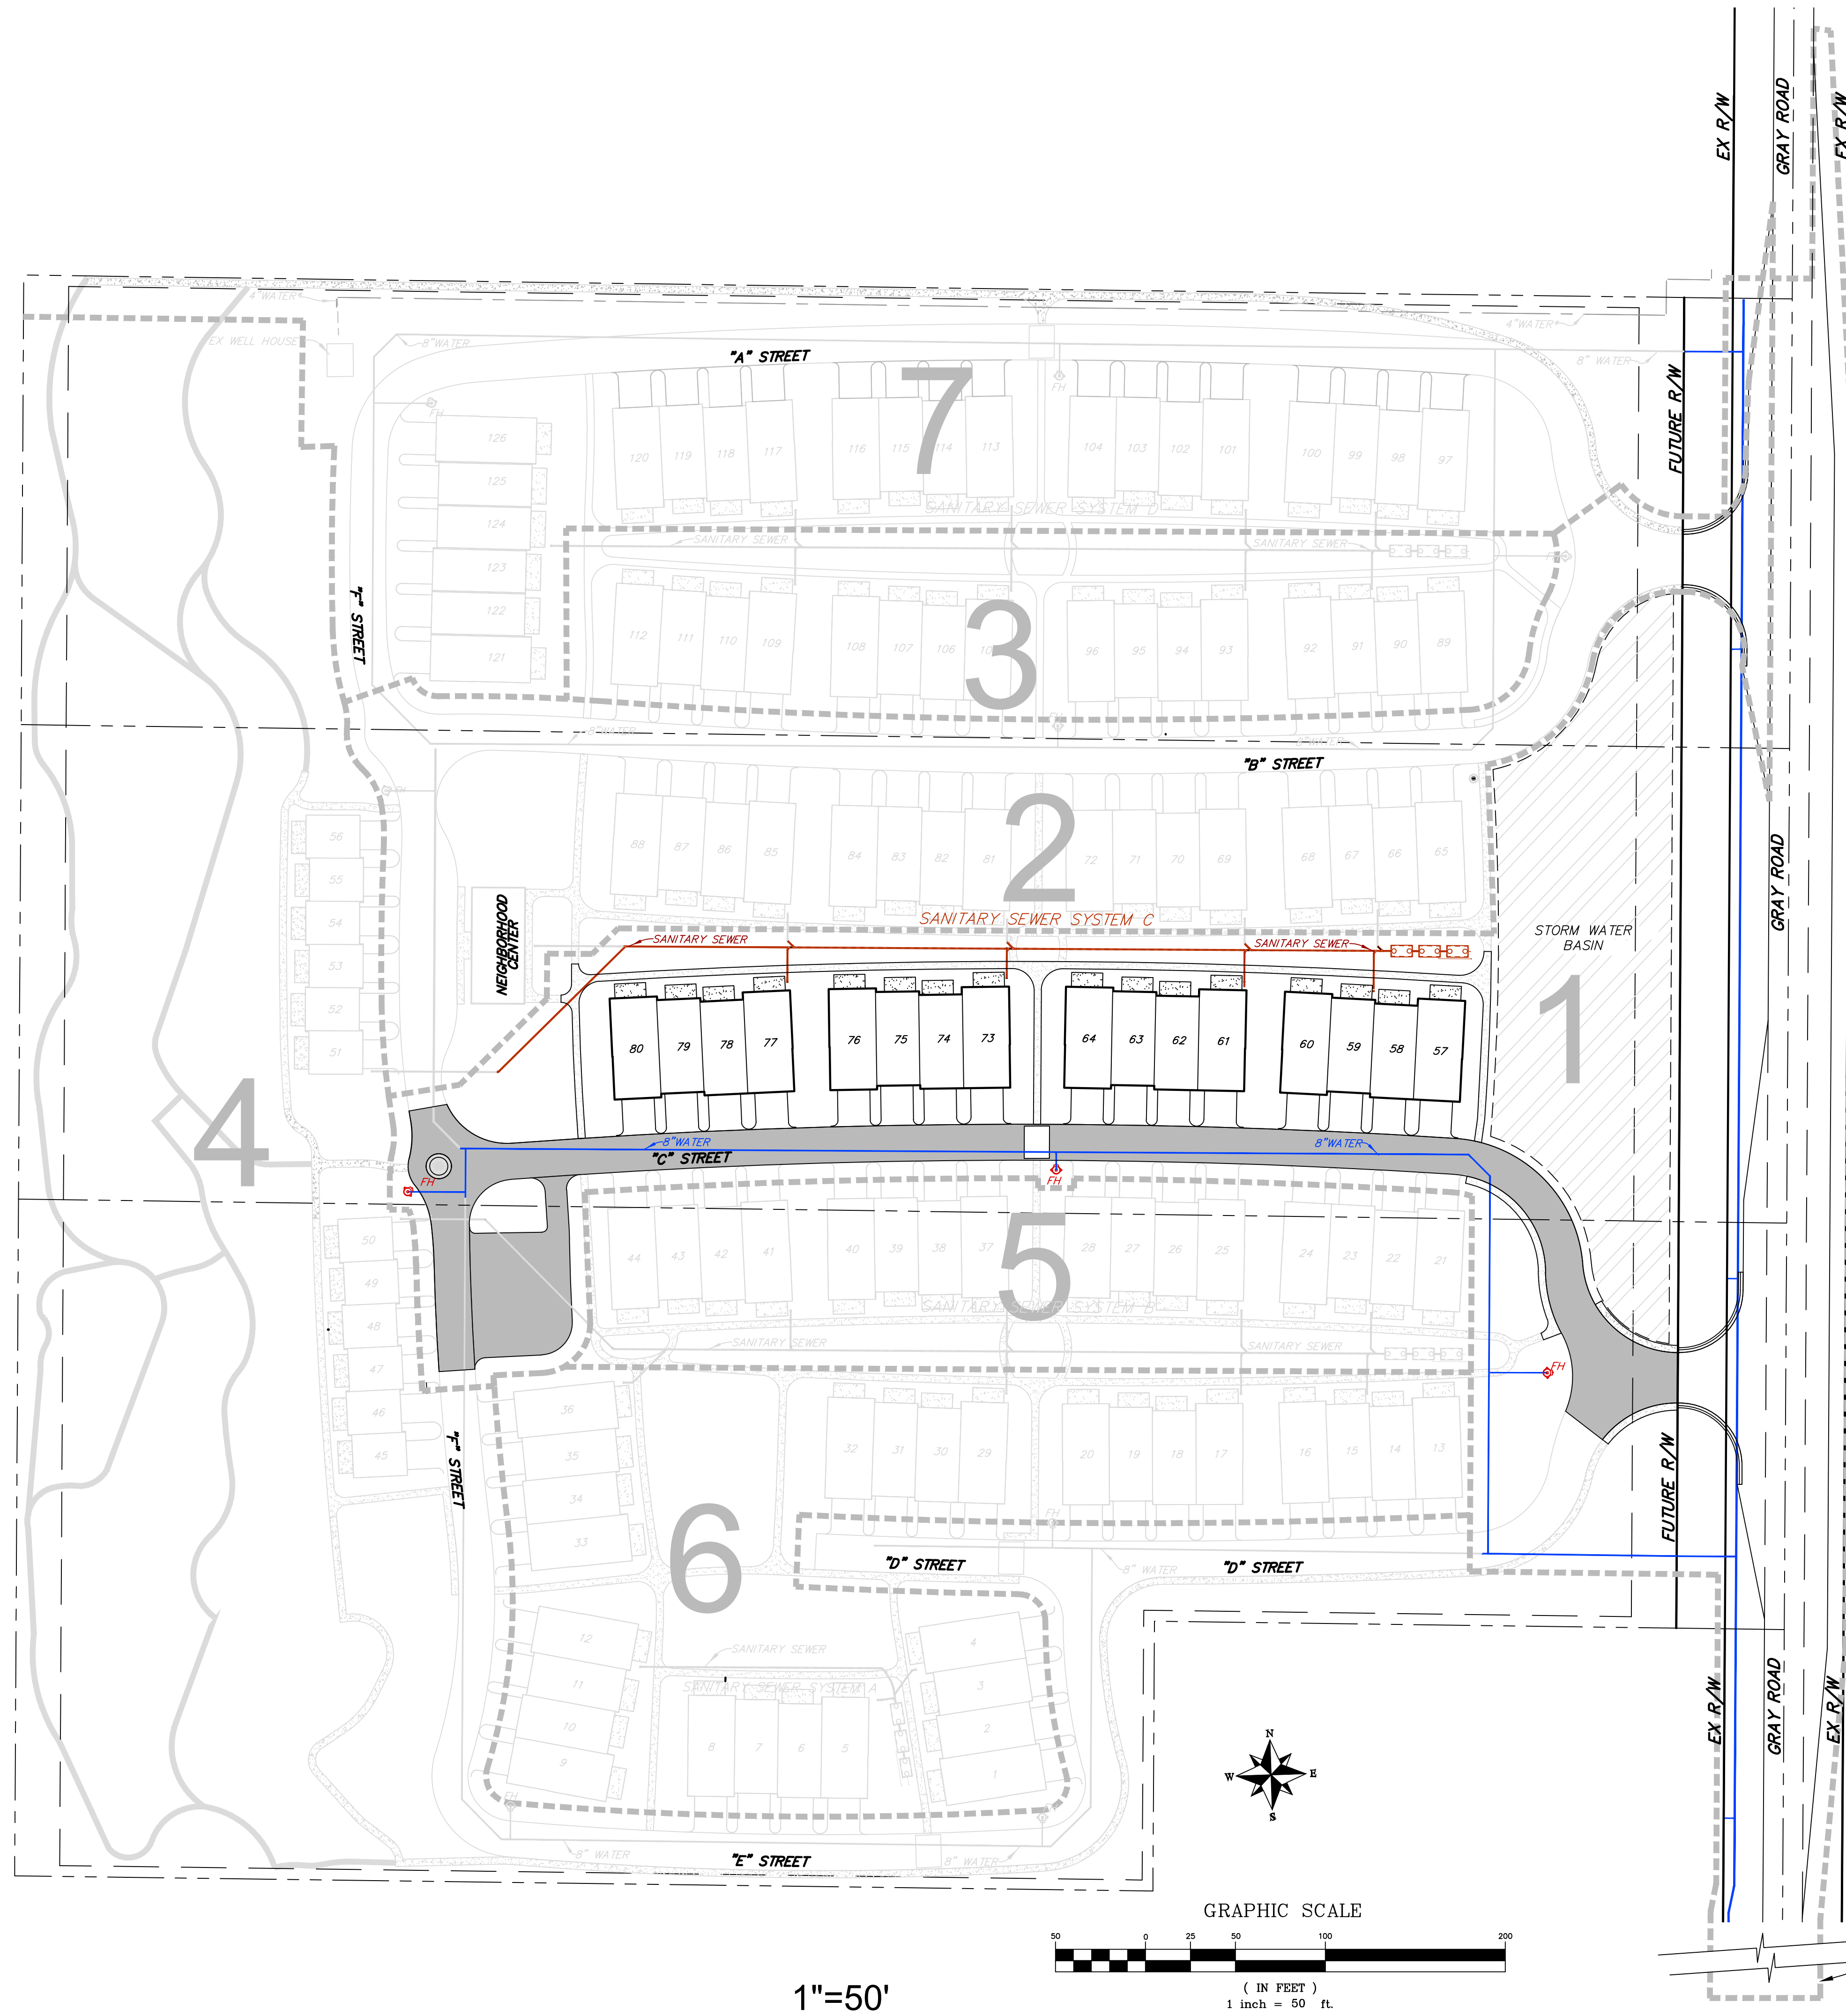 EX R/W
GRAY ROAD
EX R/W
4"WATER
EX WELL HOUSE
8"WATER
"A" STREET
4"WATER
8" WATER
FH
FUTURE R/W
7
126
125
124
123
122
121
120
119
118
117
116
115
114
113
104
103
102
101
100
99
98
97
FH
SANITARY SEWER SYSTEM D
SANITARY SEWER
SANITARY SEWER
FH
"F" STREET
3
112
111
110
109
108
107
106
96
95
94
93
92
91
90
89
8"WATER
8"WATER
"B" STREET
FH
2
88
87
86
85
84
83
82
81
72
71
70
69
68
67
66
65
56
55
54
53
52
51
NEIGHBORHOOD
CENTER
SANITARY SEWER SYSTEM C
SANITARY SEWER
SANITARY SEWER
STORM WATER
BASIN
1
GRAY ROAD
80
79
78
77
76
75
74
73
64
63
62
61
60
59
58
57
4
8"WATER
"C" STREET
8"WATER
FH
FH
5
44
43
42
41
40
39
38
37
28
27
26
25
24
23
22
21
50
49
48
47
46
45
SANITARY SEWER SYSTEM B
SANITARY SEWER
SANITARY SEWER
FH
36
35
34
33
32
31
30
29
20
19
18
17
16
15
14
13
"F" STREET
FUTURE R/W
6
FH
"D" STREET
8" WATER
"D" STREET
12
11
10
9
SANITARY SEWER
SANITARY SEWER SYSTEM A
8
7
6
5
4
3
2
1
EX R/W
GRAY ROAD
EX R/W
FH
8" WATER
"E" STREET
8" WATER
N
W
E
S
GRAPHIC SCALE
50 0 25 50 100 200
( IN FEET )
1 inch = 50 ft.
1"=50'